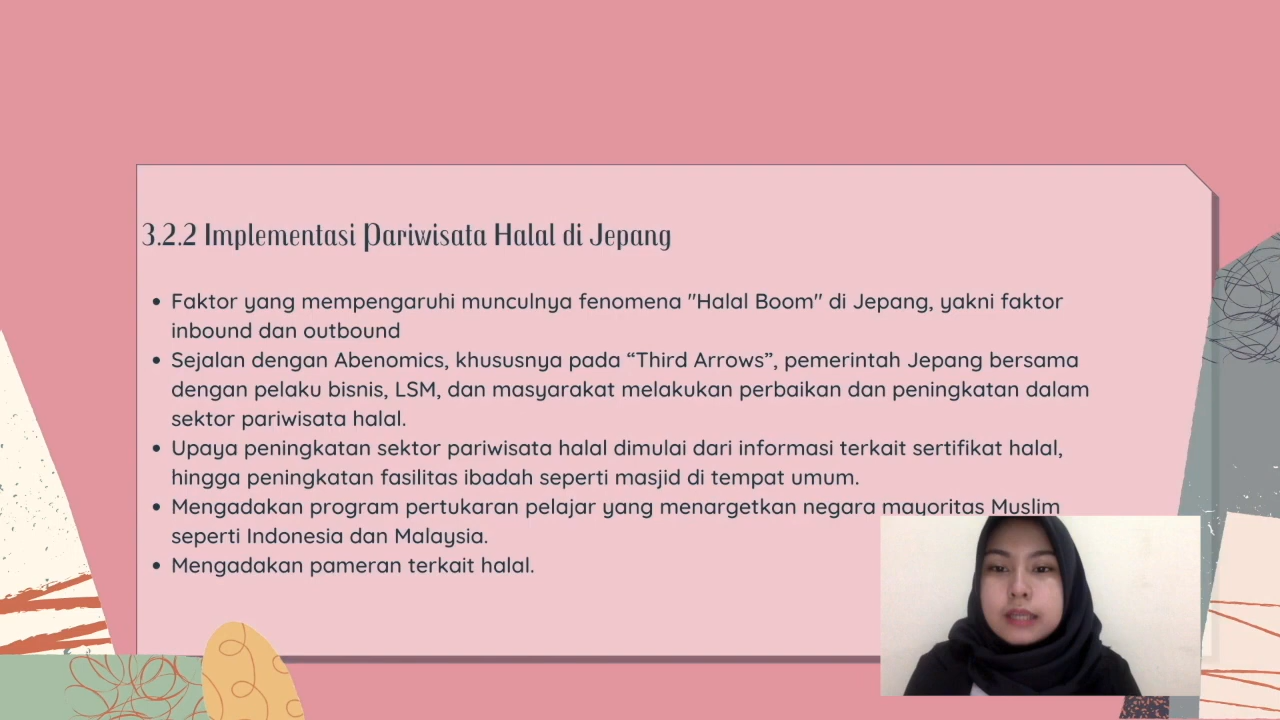 3.2.2 Implementasi Pariwisata Halal di Jepang
• Faktor yang mempengaruhi munculnya fenomena "Halal Boom" di Jepang, yakni faktor
inbound dan outbound
• Sejalan dengan Abenomics, khususnya pada “Third Arrows”, pemerintah Jepang bersama
dengan pelaku bisnis, LSM, dan masyarakat melakukan perbaikan dan peningkatan dalam
sektor pariwisata halal.
• Upaya peningkatan sektor pariwisata halal dimulai dari informasi terkait sertifikat halal,
hingga peningkatan fasilitas ibadah seperti masjid di tempat umum.
• Mengadakan program pertukaran pelajar yang menargetkan negara mayoritas Muslim
seperti Indonesia dan Malaysia.
• Mengadakan pameran terkait halal.